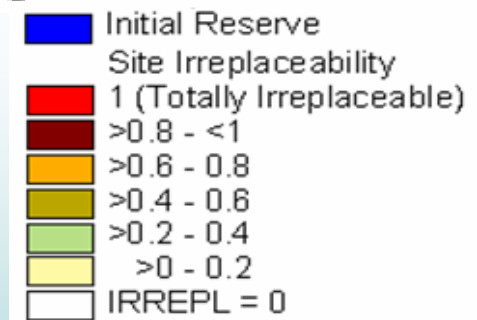 Initial Reserve
Site Irreplaceability
1 (Totally Irreplaceable)
>0.8 - <1
>0.6 - 0.8
>0.4 - 0.6
>0.2 - 0.4
>0 - 0.2
IRREPL = 0